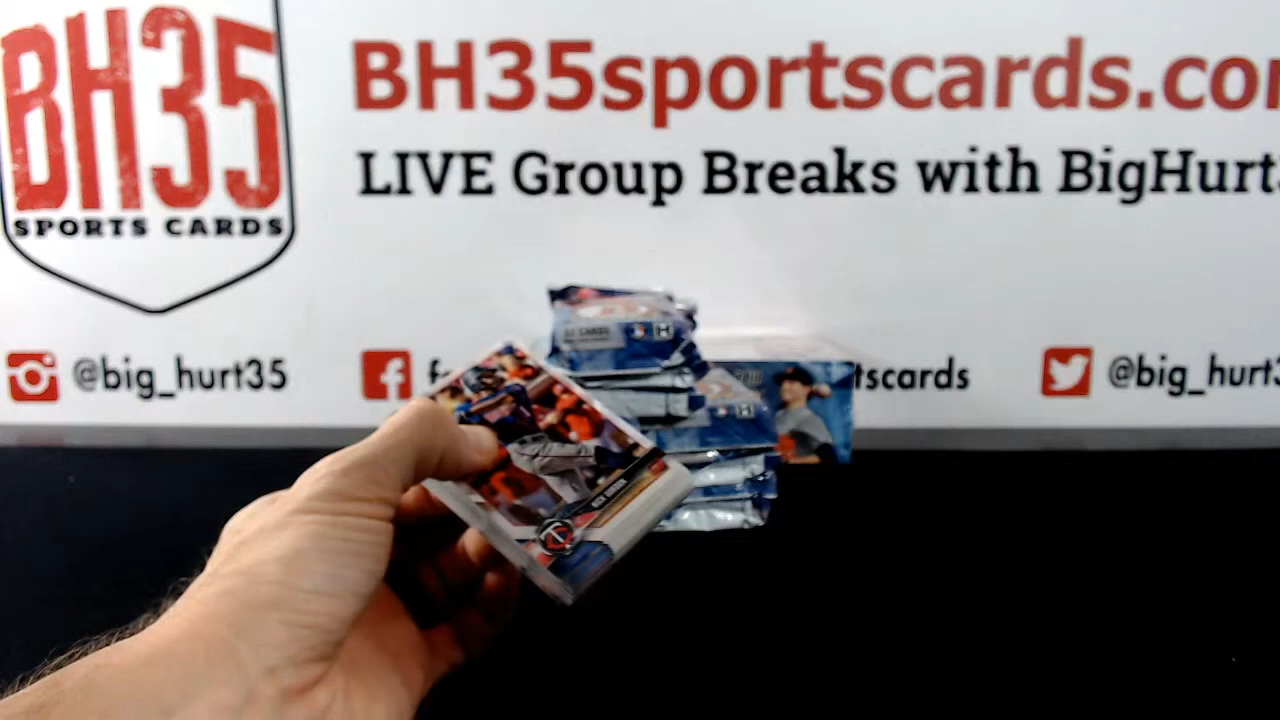 BH35
SPORTS CARDS
BH35sportscards.co
LIVE Group Breaks with BigHurt
@big_hurt35
f
tscards
@big_hurt3